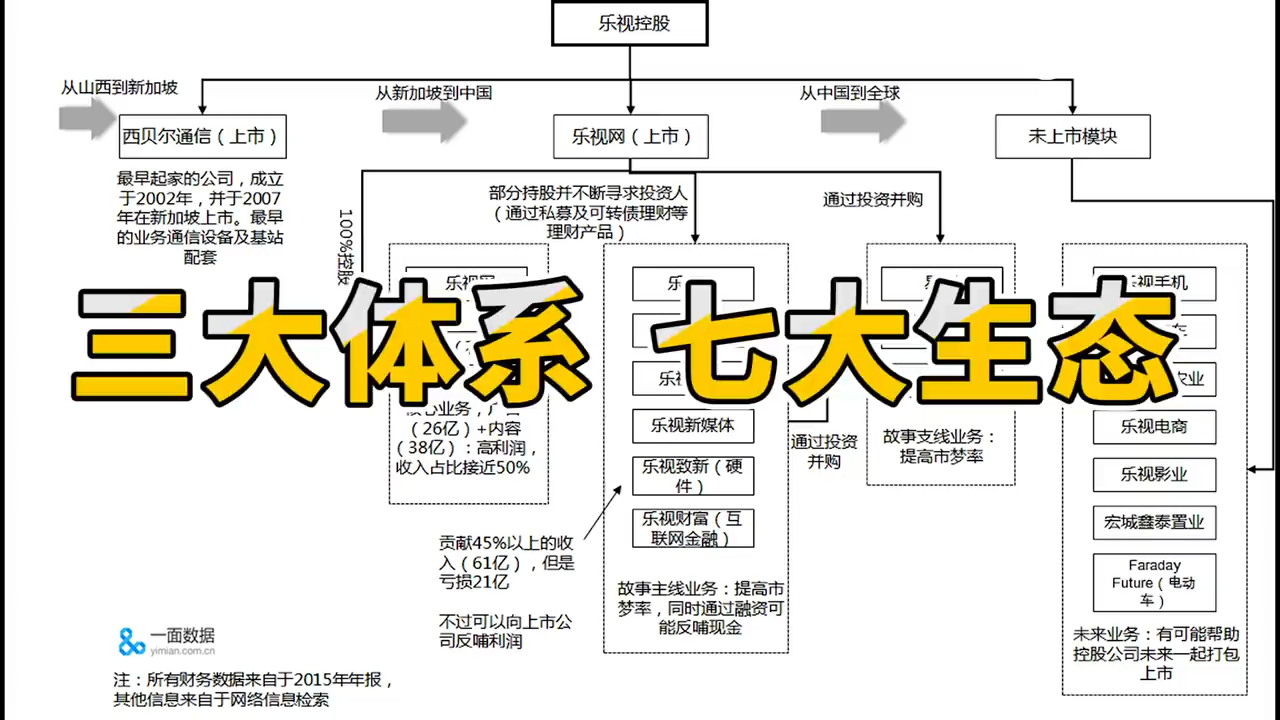 乐视控股
从山西到新加坡
从新加坡到中国
从中国到全球
西贝尔通信（上市）
乐视网（上市）
未上市模块
最早起家的公司，成立
于2002年，并于2007
年在新加坡上市。最早
的业务通信设备及基站
配套
100%控股
部分持股并不断寻求投资人
（通过私募及可转债理财等
理财产品）
通过投资并购
三大体系 七大生态
核心业务，广告
（26亿）+内容
（38亿）：高利润，
收入占比接近50%
乐视新媒体
乐视致新（硬
件）
乐视财富（互
联网金融）
贡献45%以上的收
入（61亿），但是
亏损21亿
不过可以向上市公
司反哺利润
故事主线业务：提高市
梦率，同时通过融资可
能反哺现金
通过投资
并购
故事支线业务：
提高市梦率
乐视手机
农业
乐视电商
乐视影业
宏城鑫泰置业
Faraday
Future（电动
车）
未来业务：有可能帮助
控股公司未来一起打包
上市
一面数据
yimian.com.cn
注：所有财务数据来自于2015年年报，
其他信息来自于网络信息检索